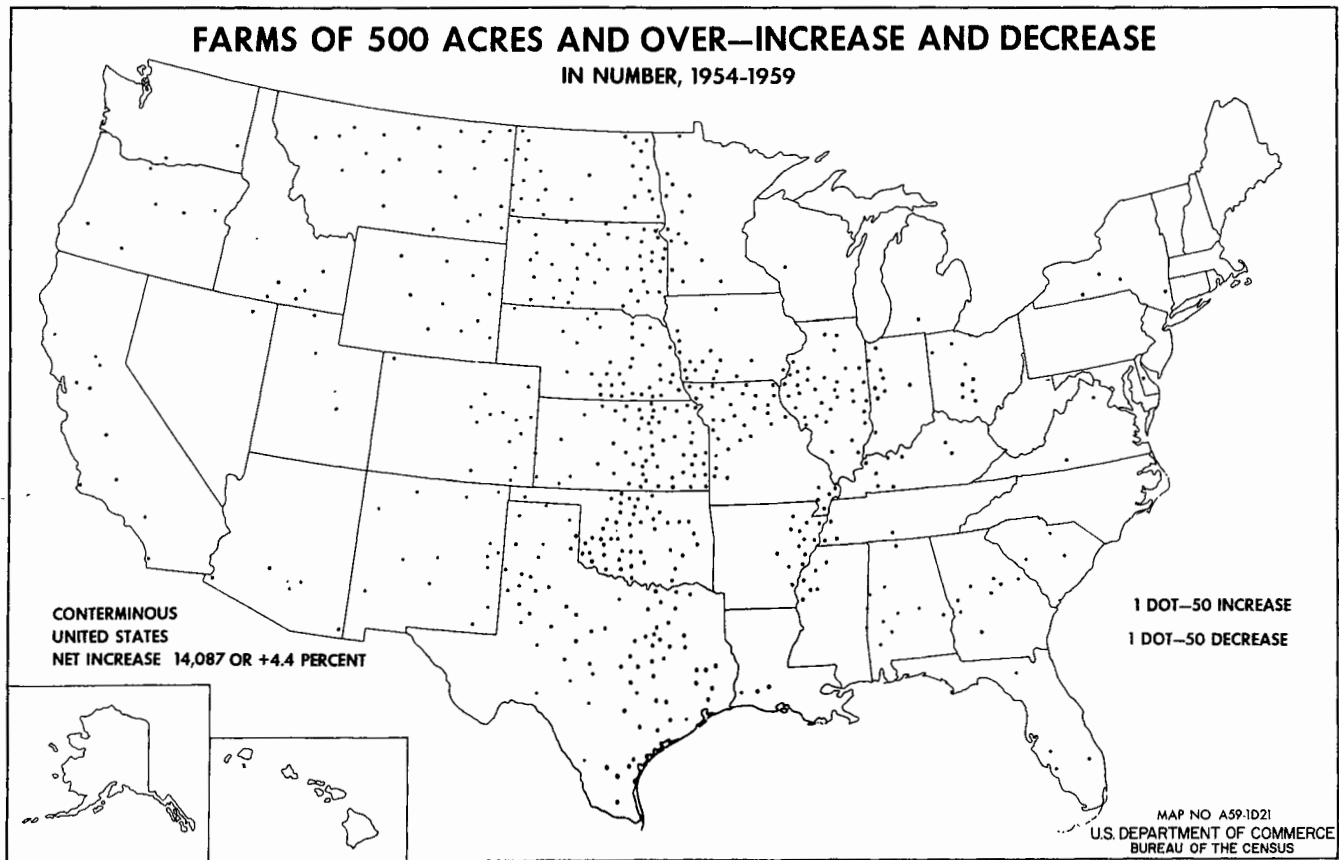 FARMS OF 500 ACRES AND OVER—INCREASE AND DECREASE
IN NUMBER, 1954-1959
CONTERMINOUS
UNITED STATES
NET INCREASE 14,087 OR +4.4 PERCENT
1 DOT—50 INCREASE
1 DOT—50 DECREASE
MAP NO A59-1D21
U.S. DEPARTMENT OF COMMERCE
BUREAU OF THE CENSUS